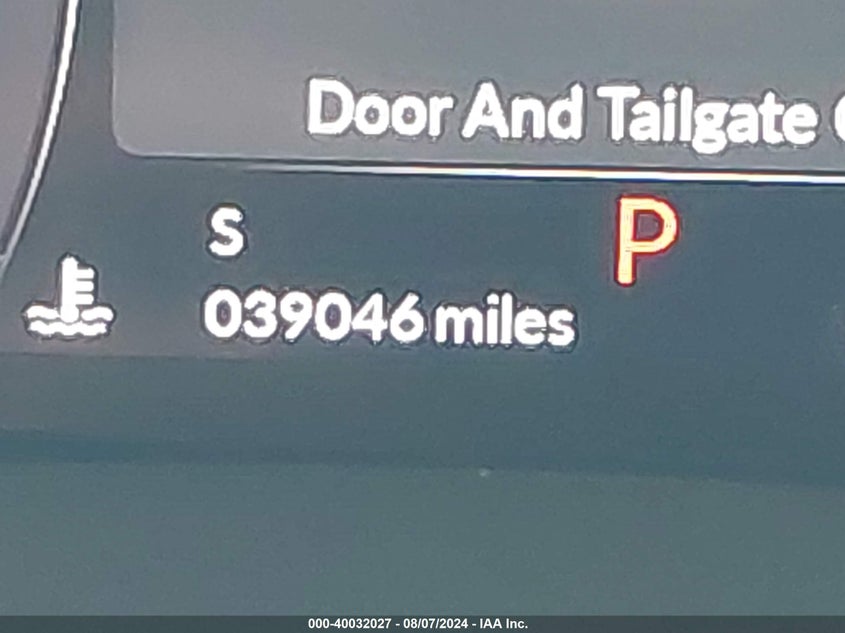 Door And Tailgate
S
P
039046 miles
000-40032027 - 08/07/2024 - IAA Inc.